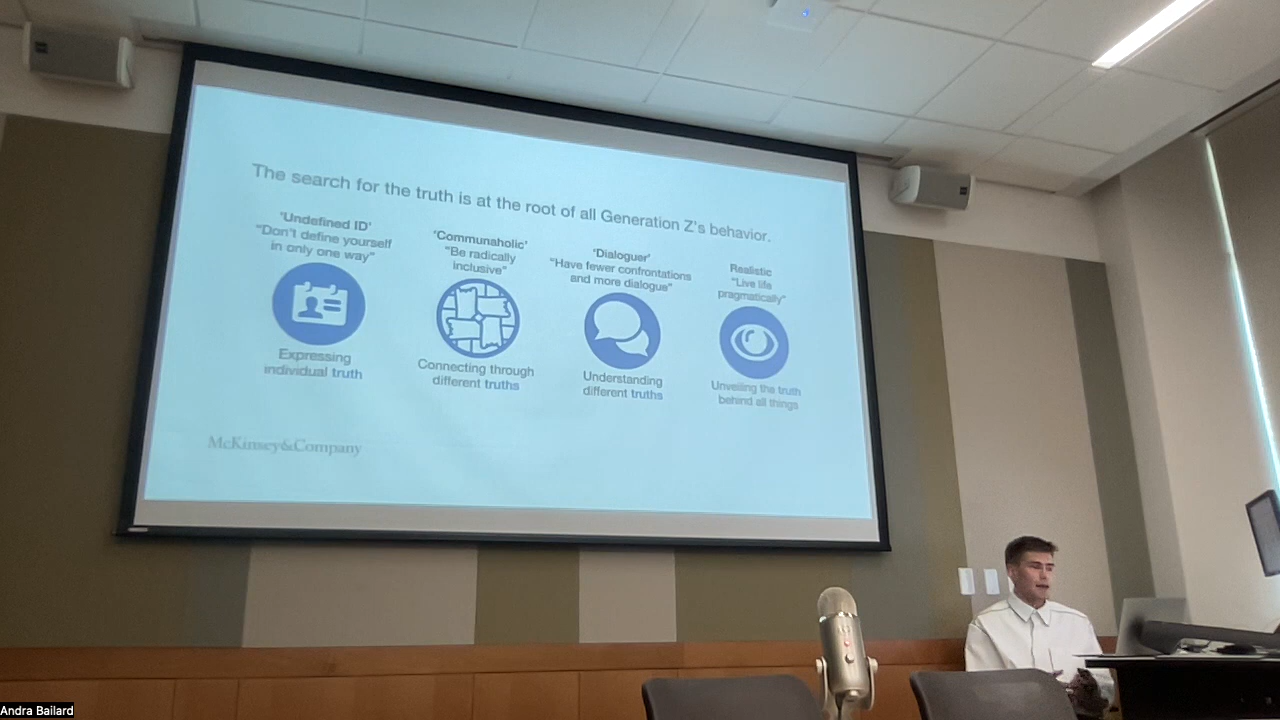 The search for the truth is at the root of all Generation Z's behavior.
'Undefined ID'
"Don't define yourself
in only one way"
Expressing
individual truth
'Communaholic'
"Be radically
inclusive"
Connecting through
different truths
'Dialoguer'
"Have fewer confrontations
and more dialogue"
Understanding
different truths
Realistic
"Live life
pragmatically"
Unveiling the truth
behind all things
McKinsey&Company
Andra Bailard